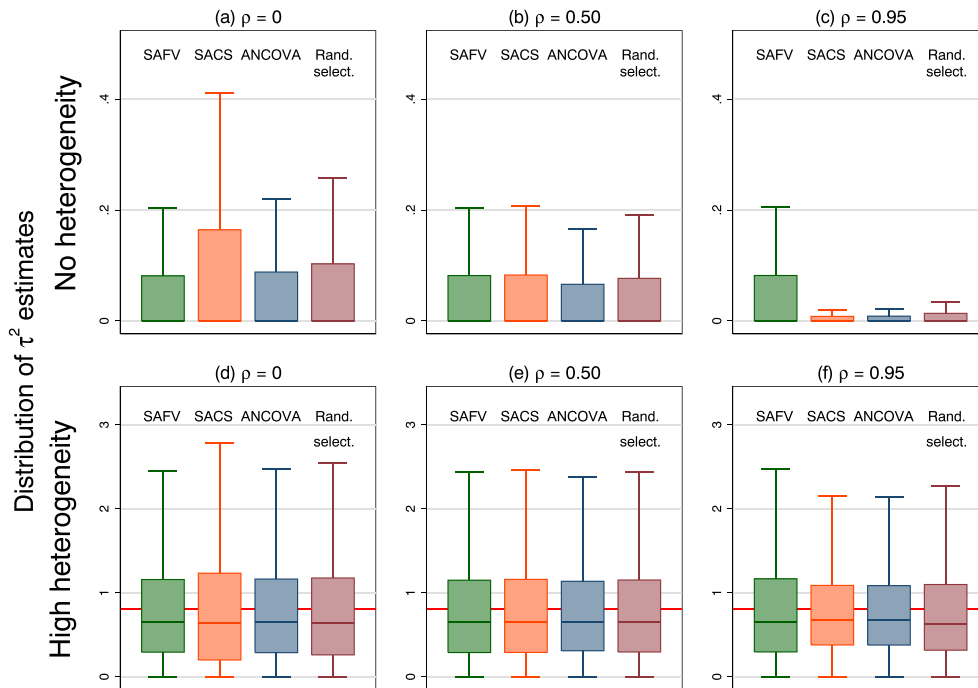 Distribution of τ² estimates
No heterogeneity
(a) ρ = 0
SAFV SACS ANCOVA Rand.
select.
.4
.2
0
(b) ρ = 0.50
SAFV SACS ANCOVA Rand.
select.
.4
.2
0
(c) ρ = 0.95
SAFV SACS ANCOVA Rand.
select.
.4
.2
0
High heterogeneity
(d) ρ = 0
SAFV SACS ANCOVA Rand.
select.
3
2
1
0
(e) ρ = 0.50
SAFV SACS ANCOVA Rand.
select.
3
2
1
0
(f) ρ = 0.95
SAFV SACS ANCOVA Rand.
select.
3
2
1
0